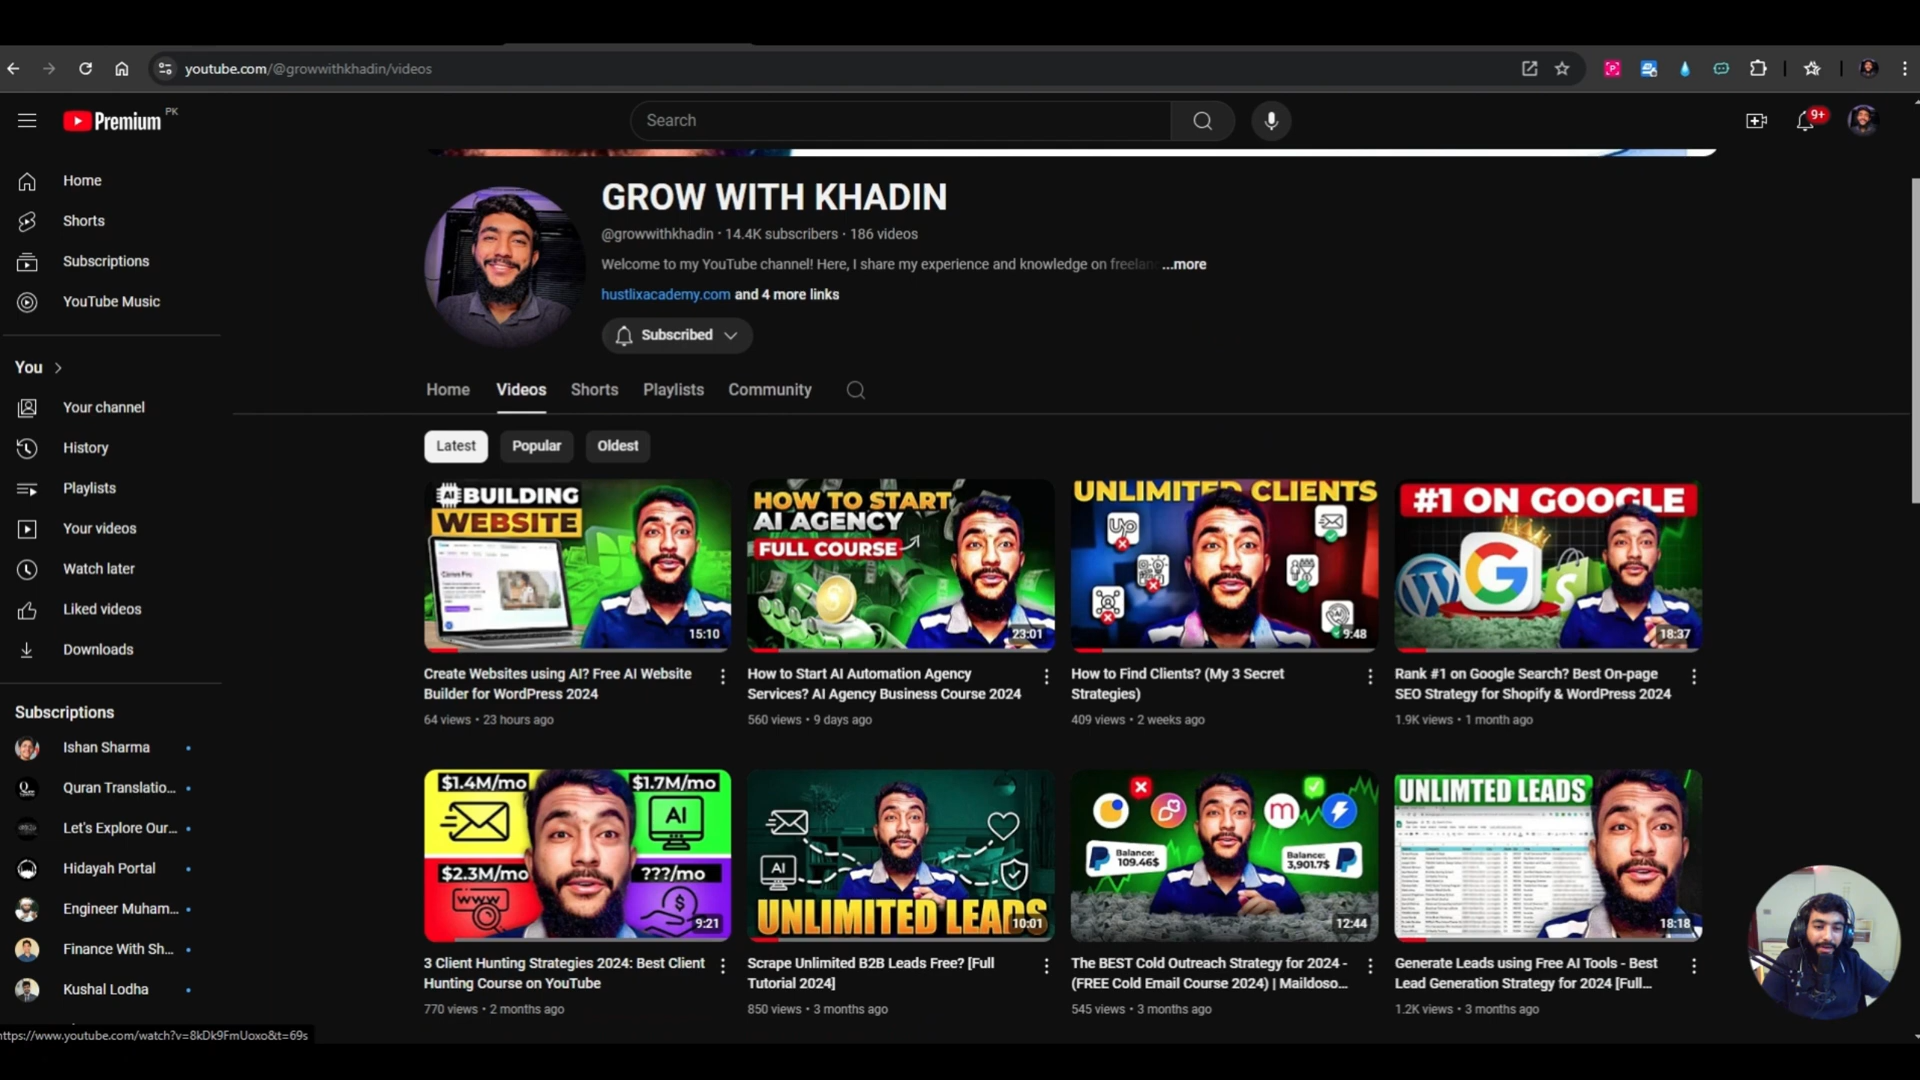 youtube.com/@growwithkhadin/videos
Premium PK
Search
9+
Home
Shorts
Subscriptions
YouTube Music
You
Your channel
History
Playlists
Your videos
Watch later
Liked videos
Downloads
Subscriptions
Ishan Sharma
Quran Translatio...
Let's Explore Our...
Hidayah Portal
Engineer Muham...
Finance With Sh...
Kushal Lodha
https://www.youtube.com/watch?v=8kDk9FmUoxo&t=69s
GROW WITH KHADIN
@growwithkhadin · 14.4K subscribers · 186 videos
Welcome to my YouTube channel! Here, I share my experience and knowledge on freelan ...more
hustlixacademy.com and 4 more links
Subscribed
Home Videos Shorts Playlists Community
Latest Popular Oldest
AI BUILDING
WEBSITE
15:10
Create Websites using AI? Free AI Website
Builder for WordPress 2024
64 views • 23 hours ago
HOW TO START
AI AGENCY
FULL COURSE
23:01
How to Start AI Automation Agency
Services? AI Agency Business Course 2024
560 views • 9 days ago
UNLIMITED CLIENTS
Up
9:48
How to Find Clients? (My 3 Secret
Strategies)
409 views • 2 weeks ago
#1 ON GOOGLE
18:37
Rank #1 on Google Search? Best On-page
SEO Strategy for Shopify & WordPress 2024
1.9K views • 1 month ago
$1.4M/mo $1.7M/mo
AI
$2.3M/mo ???/mo
WWW
$
9:21
3 Client Hunting Strategies 2024: Best Client
Hunting Course on YouTube
770 views • 2 months ago
AI
UNLIMITED LEADS
10:01
Scrape Unlimited B2B Leads Free? [Full
Tutorial 2024]
850 views • 3 months ago
Balance:
109.46$
Balance:
3,901.7$
12:44
The BEST Cold Outreach Strategy for 2024 -
(FREE Cold Email Course 2024) | Maildoso...
545 views • 3 months ago
UNLIMTED LEADS
18:18
Generate Leads using Free AI Tools - Best
Lead Generation Strategy for 2024 [Full...
1.2K views • 3 months ago